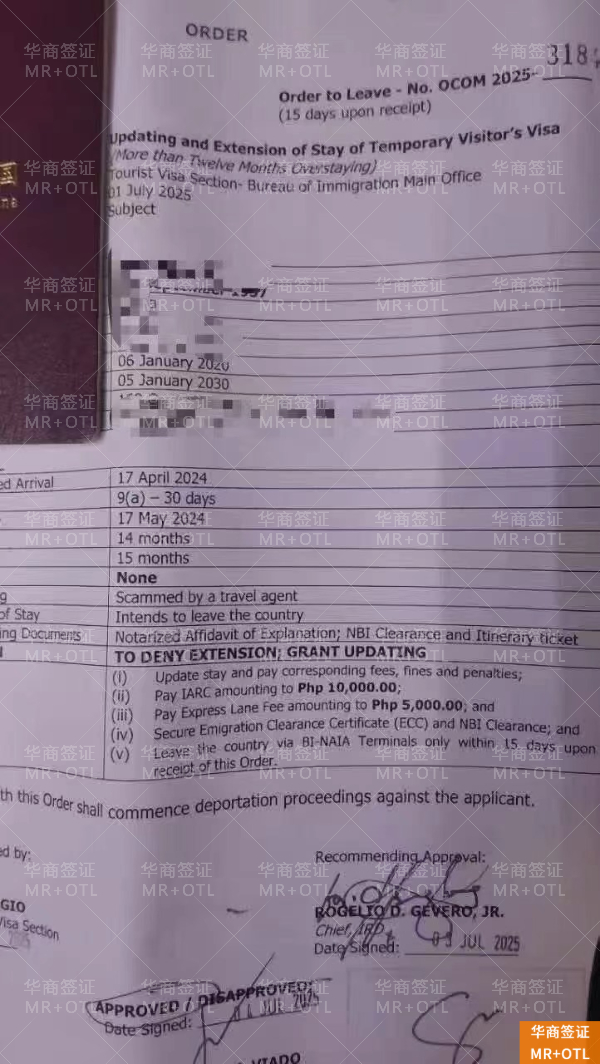 ORDER
318
Order to Leave - No. OCOM 2025-
(15 days upon receipt)
Updating and Extension of Stay of Temporary Visitor's Visa
(More than Twelve Months Overstaying)
Tourist Visa Section- Bureau of Immigration Main Office
01 July 2025
Subject
国
06 January 2020
05 January 2030
ed Arrival 17 April 2024
9(a) – 30 days
17 May 2024
14 months
15 months
None
g Scammed by a travel agent
of Stay Intends to leave the country
ing Documents Notarized Affidavit of Explanation; NBI Clearance and Itinerary ticket
TO DENY EXTENSION; GRANT UPDATING
(i) Update stay and pay corresponding fees, fines and penalties;
(ii) Pay IARC amounting to Php 10,000.00;
(iii) Pay Express Lane Fee amounting to Php 5,000.00; and
(iv) Secure Emigration Clearance Certificate (ECC) and NBI Clearance; and
(v) Leave the country via BI-NAIA Terminals only within 15 days upon
receipt of this Order.
th this Order shall commence deportation proceedings against the applicant.
ed by:
Recommending Approval:
GIO
Visa Section
ROGELIO D. GEVERO, JR.
Chief, IRD
Date Signed: 03 JUL 2025
APPROVED / DISAPPROVED:
Date Signed: JUL 2025
VIADO
华商签证
MR+OTL